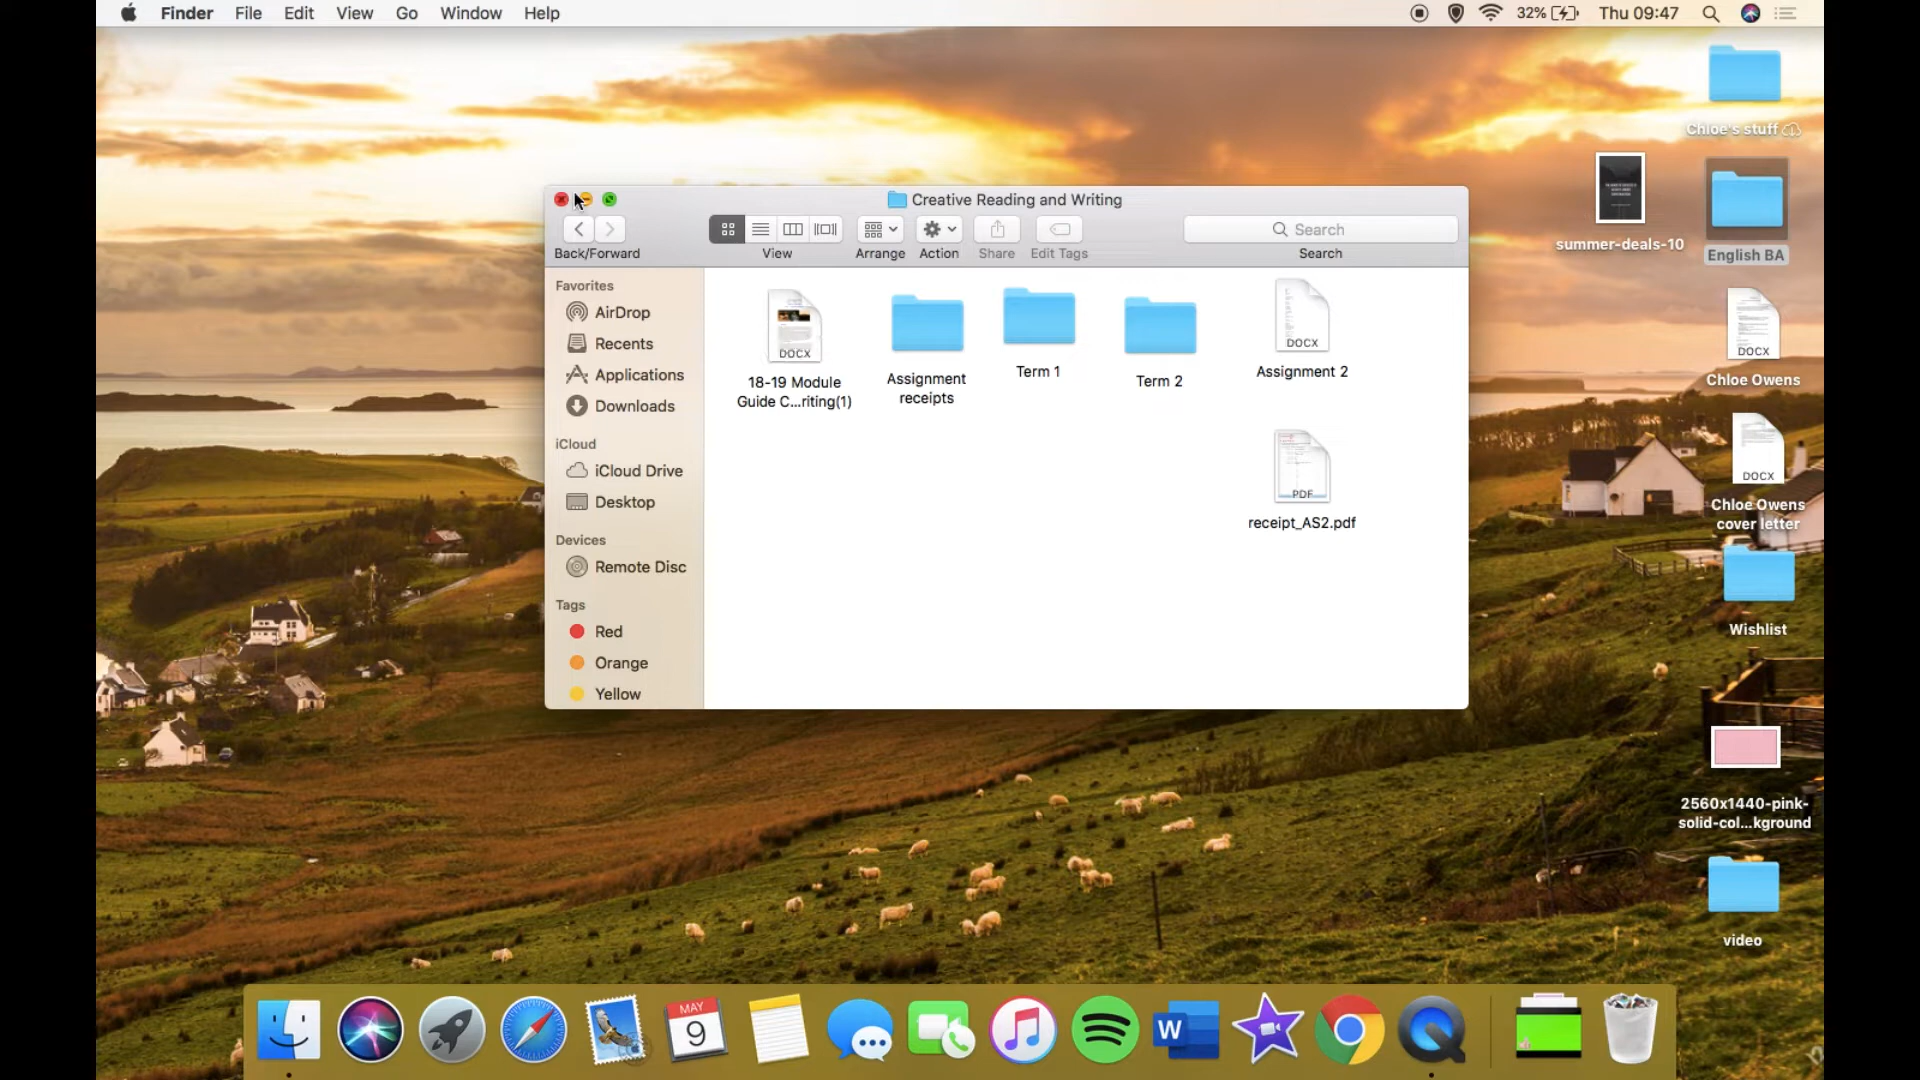 Finder File Edit View Go Window Help 32% Thu 09:47
Chloe's stuff
summer-deals-10
English BA
DOCX
Chloe Owens
DOCX
Chloe Owens
cover letter
Wishlist
2560x1440-pink-
solid-col...kground
video
Creative Reading and Writing
Search
Back/Forward View Arrange Action Share Edit Tags Search
Favorites
AirDrop
Recents
Applications
Downloads
iCloud
iCloud Drive
Desktop
Devices
Remote Disc
Tags
Red
Orange
Yellow
DOCX
18-19 Module
Guide C...riting(1)
Assignment
receipts
Term 1
Term 2
DOCX
Assignment 2
PDF
receipt_AS2.pdf
MAY
9
W